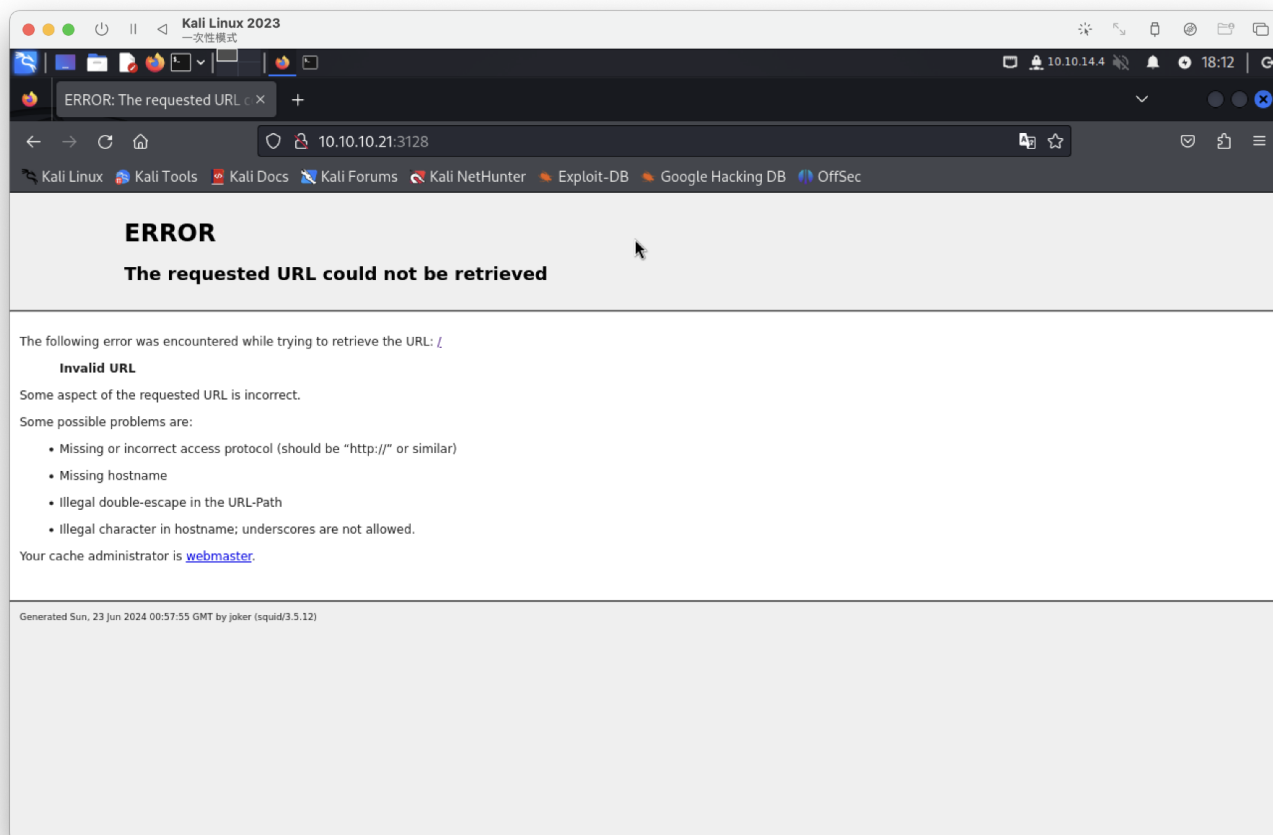 Kali Linux 2023
一次性模式
10.10.14.4
18:12
ERROR: The requested URL c
10.10.10.21:3128
Kali Linux
Kali Tools
Kali Docs
Kali Forums
Kali NetHunter
Exploit-DB
Google Hacking DB
OffSec
ERROR
The requested URL could not be retrieved
The following error was encountered while trying to retrieve the URL: /
Invalid URL
Some aspect of the requested URL is incorrect.
Some possible problems are:
• Missing or incorrect access protocol (should be “http://” or similar)
• Missing hostname
• Illegal double-escape in the URL-Path
• Illegal character in hostname; underscores are not allowed.
Your cache administrator is webmaster.
Generated Sun, 23 Jun 2024 00:57:55 GMT by joker (squid/3.5.12)